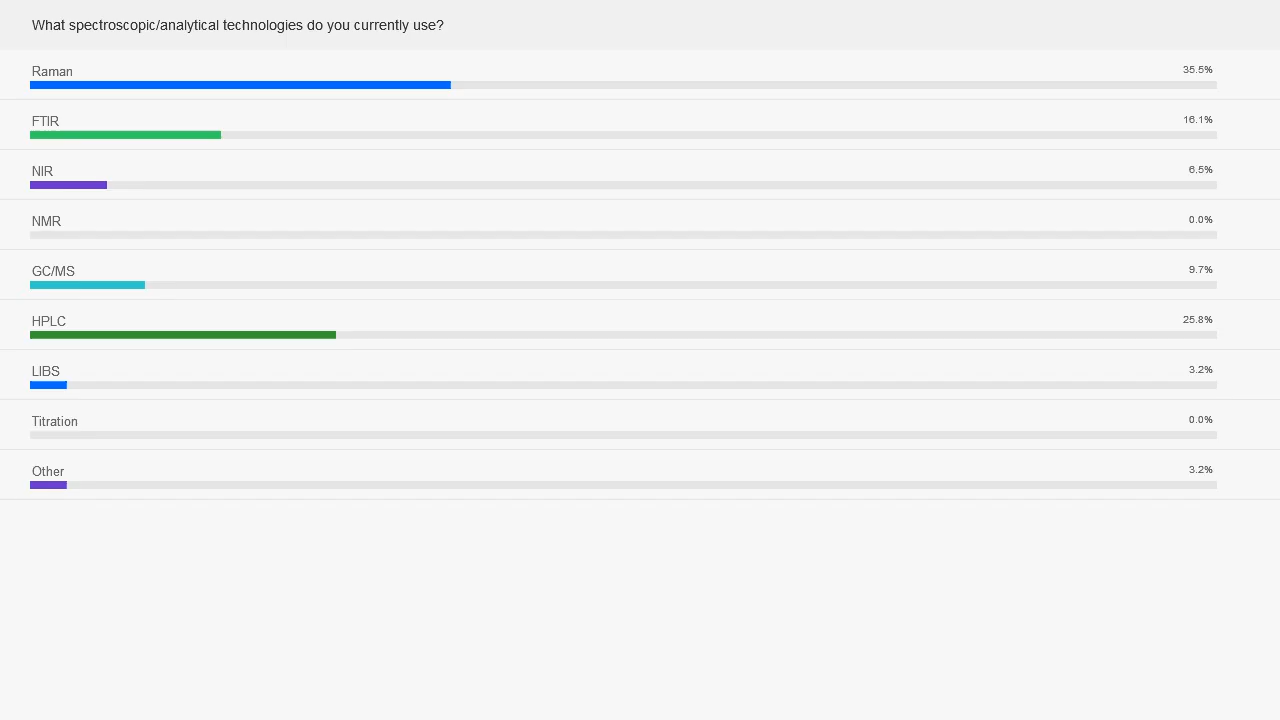 What spectroscopic/analytical technologies do you currently use?
Raman 35.5%
FTIR 16.1%
NIR 6.5%
NMR 0.0%
GC/MS 9.7%
HPLC 25.8%
LIBS 3.2%
Titration 0.0%
Other 3.2%